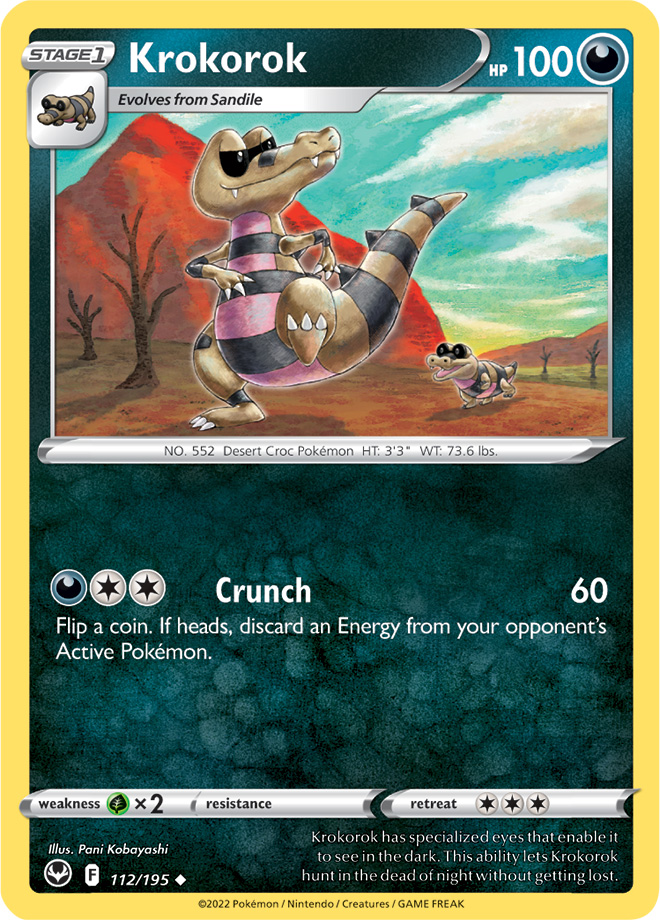 STAGE 1
Krokorok
HP 100
Evolves from Sandile
NO. 552 Desert Croc Pokémon HT: 3'3" WT: 73.6 lbs.
Crunch 60
Flip a coin. If heads, discard an Energy from your opponent's
Active Pokémon.
weakness ×2 resistance retreat
Illus. Pani Kobayashi
F 112/195
Krokorok has specialized eyes that enable it
to see in the dark. This ability lets Krokorok
hunt in the dead of night without getting lost.
©2022 Pokémon / Nintendo / Creatures / GAME FREAK